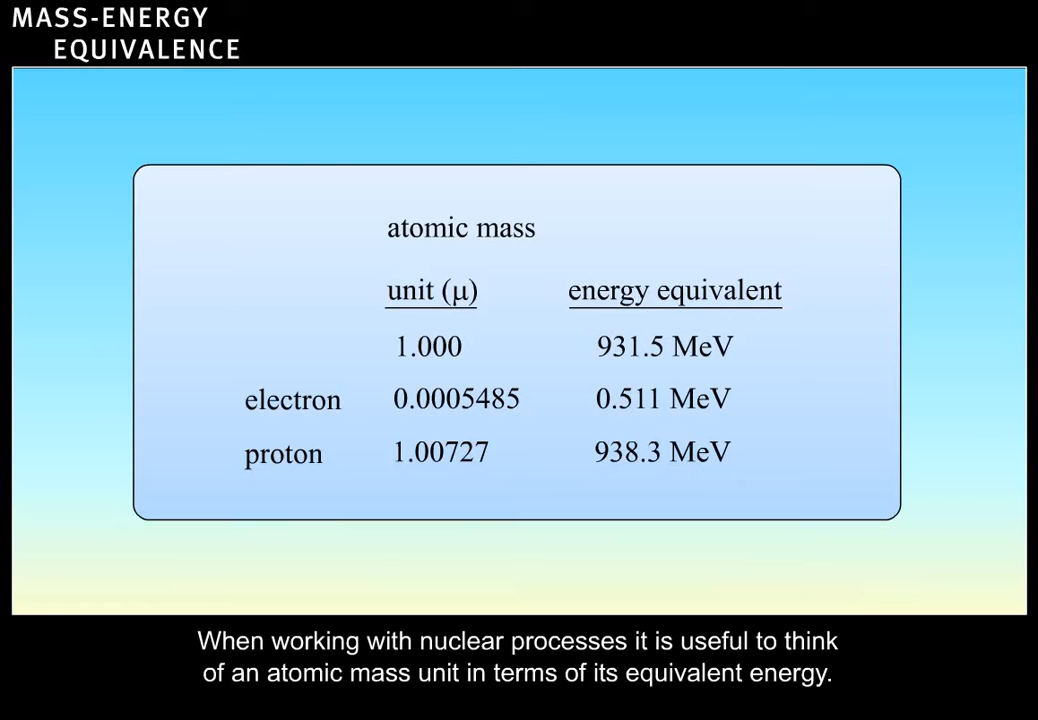 MASS-ENERGY
EQUIVALENCE
atomic mass
unit (μ) energy equivalent
1.000 931.5 MeV
electron 0.0005485 0.511 MeV
proton 1.00727 938.3 MeV
When working with nuclear processes it is useful to think
of an atomic mass unit in terms of its equivalent energy.